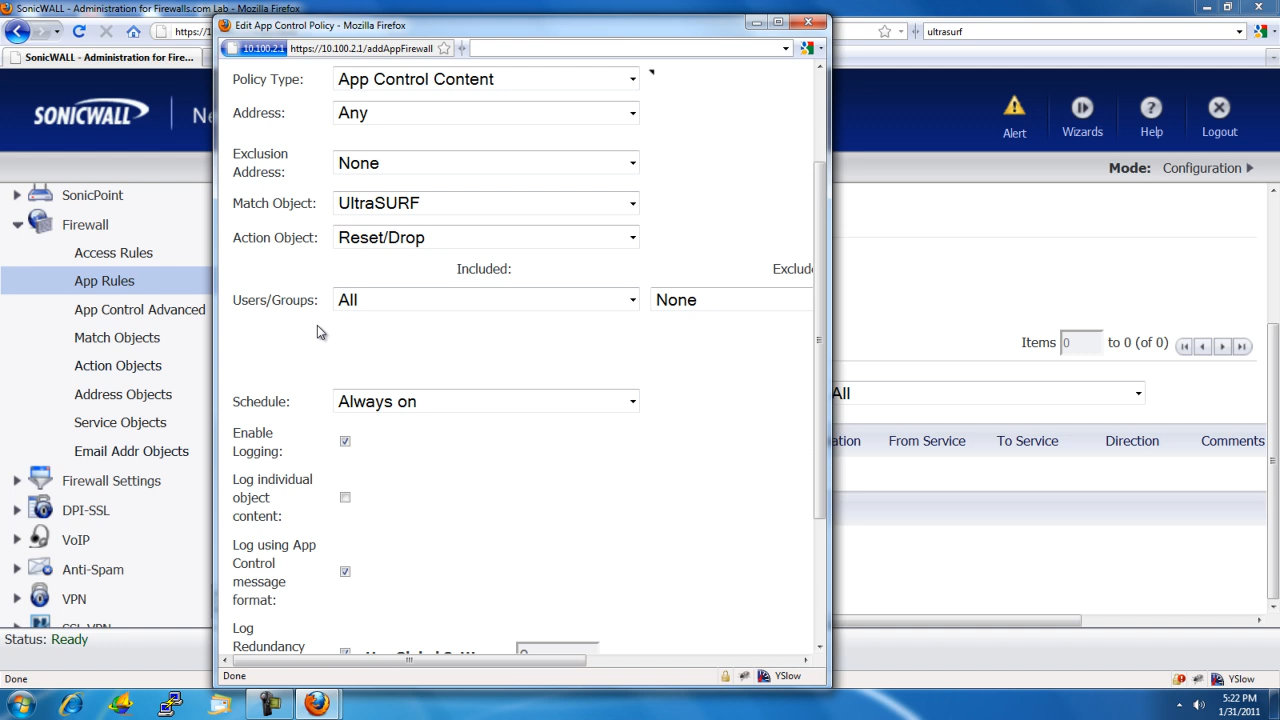 SonicWALL - Administration for Firewalls.com Lab - Mozilla Firefox
Edit App Control Policy - Mozilla Firefox
https://1
10.100.2.1 https://10.100.2.1/addAppFirewall
ultrasurf
SonicWALL - Administration for Fire...
SONICWALL
Ne
Alert
Wizards
Help
Logout
Mode: Configuration
SonicPoint
Firewall
Access Rules
App Rules
App Control Advanced
Match Objects
Action Objects
Address Objects
Service Objects
Email Addr Objects
Firewall Settings
DPI-SSL
VoIP
Anti-Spam
VPN
SSL VPN
Status: Ready
Done
Policy Type: App Control Content
Address: Any
Exclusion
Address:
None
Match Object: UltraSURF
Action Object: Reset/Drop
Included:
Exclude
Users/Groups: All
None
Schedule: Always on
Enable
Logging:
Log individual
object
content:
Log using App
Control
message
format:
Log
Redundancy
0
Done
YSlow
Items 0 to 0 (of 0)
All
ation
From Service
To Service
Direction
Comments
YSlow
5:22 PM
1/31/2011